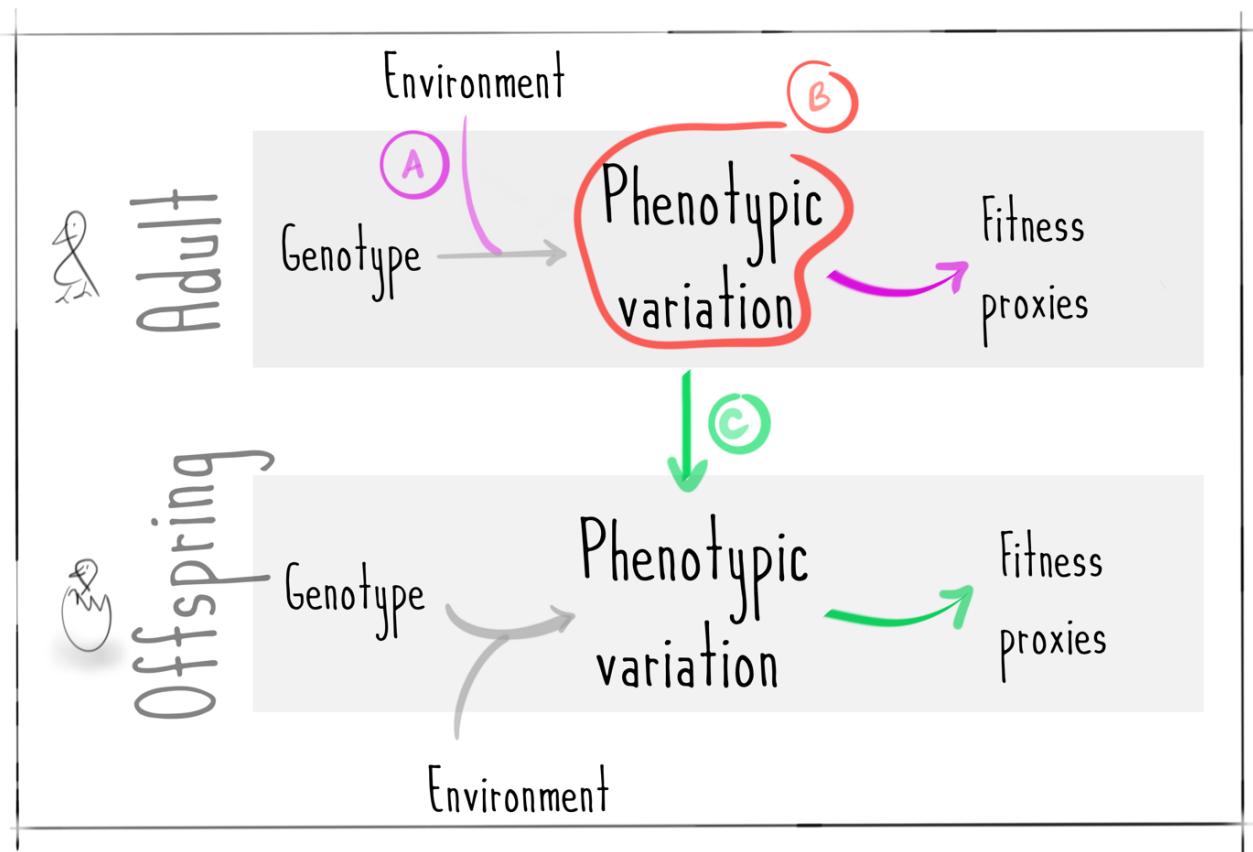 Environment
B
A
Adult
Genotype
Phenotypic
variation
Fitness
proxies
C
Offspring
Genotype
Phenotypic
variation
Fitness
proxies
Environment